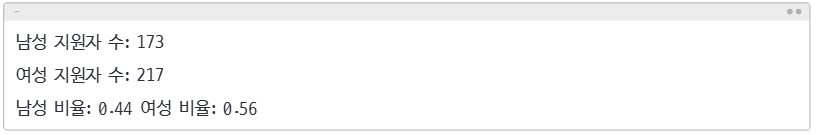 남성 지원자 수: 173
여성 지원자 수: 217
남성 비율: 0.44 여성 비율: 0.56